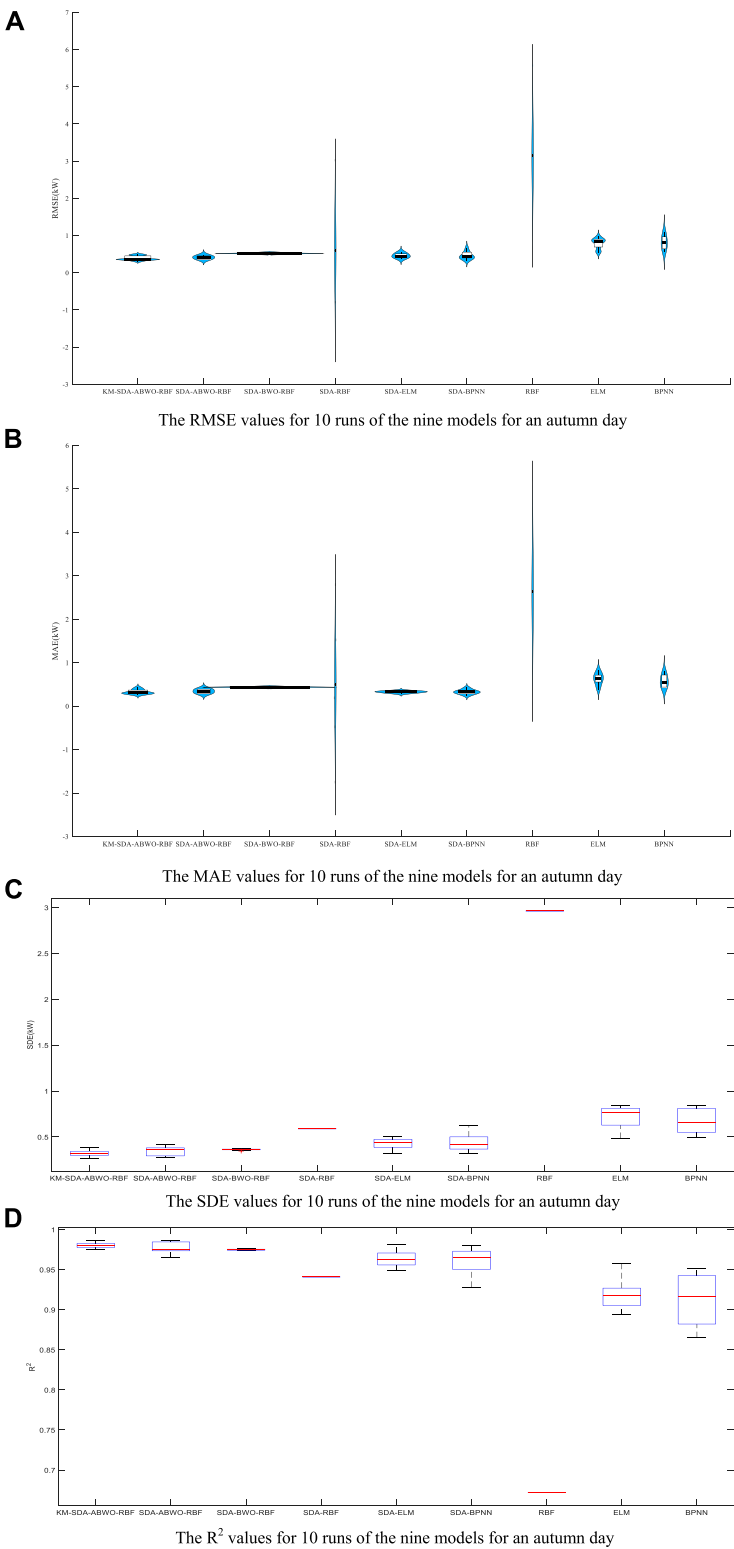 A
7
6
5
4
3
2
1
0
-1
-2
-3
RMSE(kW)
KM-SDA-ABWO-RBF SDA-ABWO-RBF SDA-BWO-RBF SDA-RBF SDA-ELM SDA-BPNN RBF ELM BPNN
The RMSE values for 10 runs of the nine models for an autumn day
B
6
5
4
3
2
1
0
-1
-2
-3
MAE(kW)
KM-SDA-ABWO-RBF SDA-ABWO-RBF SDA-BWO-RBF SDA-RBF SDA-ELM SDA-BPNN RBF ELM BPNN
The MAE values for 10 runs of the nine models for an autumn day
C
3
2.5
2
1.5
1
0.5
SDE(kW)
KM-SDA-ABWO-RBF SDA-ABWO-RBF SDA-BWO-RBF SDA-RBF SDA-ELM SDA-BPNN RBF ELM BPNN
The SDE values for 10 runs of the nine models for an autumn day
D
1
0.95
0.9
0.85
0.8
0.75
0.7
R²
KM-SDA-ABWO-RBF SDA-ABWO-RBF SDA-BWO-RBF SDA-RBF SDA-ELM SDA-BPNN RBF ELM BPNN
The R² values for 10 runs of the nine models for an autumn day